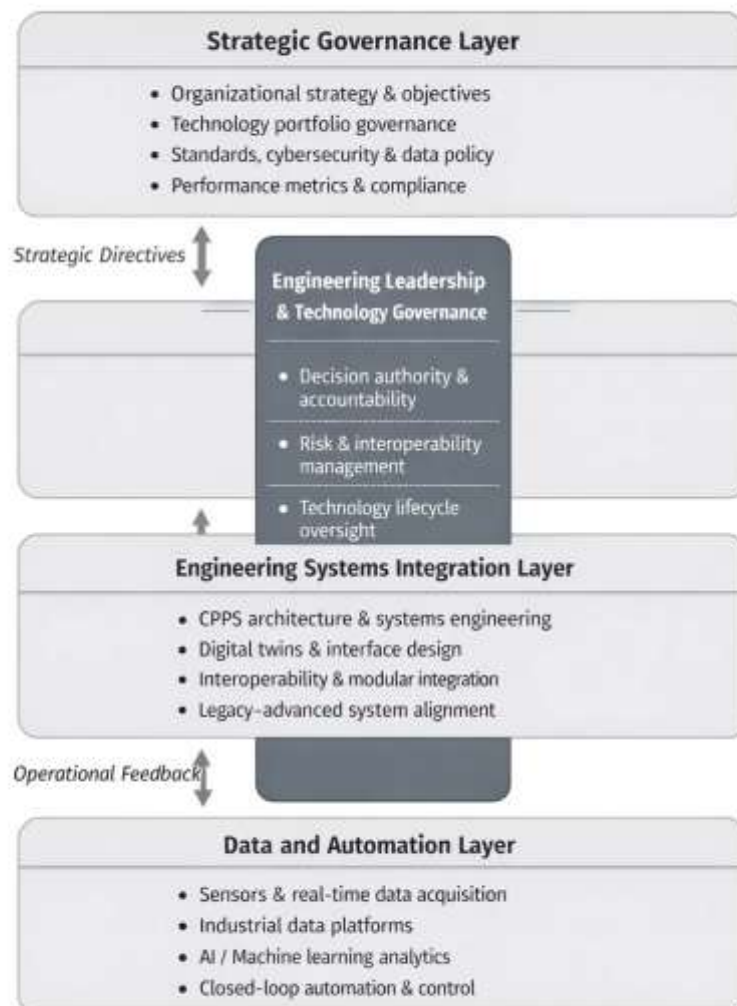 Strategic Governance Layer
• Organizational strategy & objectives
• Technology portfolio governance
• Standards, cybersecurity & data policy
• Performance metrics & compliance
Strategic Directives
Engineering Leadership
& Technology Governance
• Decision authority &
accountability
• Risk & interoperability
management
• Technology lifecycle
oversight
Engineering Systems Integration Layer
• CPPS architecture & systems engineering
• Digital twins & interface design
• Interoperability & modular integration
• Legacy–advanced system alignment
Operational Feedback
Data and Automation Layer
• Sensors & real-time data acquisition
• Industrial data platforms
• AI / Machine learning analytics
• Closed-loop automation & control